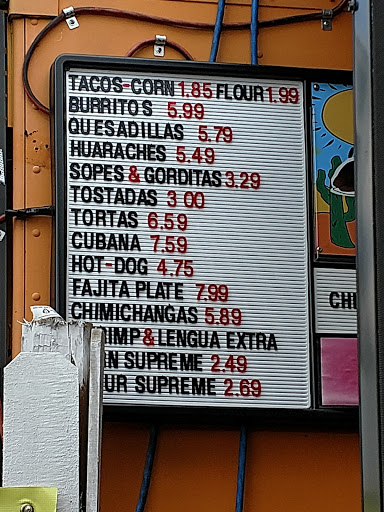 TACOS-CORN 1.85 FLOUR 1.99
BURRITOS 5.99
QUESADILLAS 5.79
HUARACHES 5.49
SOPES & GORDITAS 3.29
TOSTADAS 3 00
TORTAS 6.59
CUBANA 7.59
HOT-DOG 4.75
FAJITA PLATE 7.99
CHIMICHANGAS 5.89
IMP & LENGUA EXTRA
N SUPREME 2.49
UR SUPREME 2.69